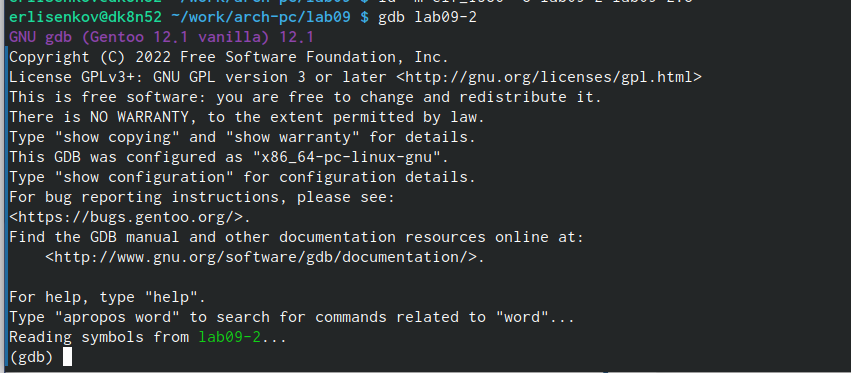 erlisenkov@dk8n52 ~/work/arch-pc/lab09 $ gdb lab09-2
GNU gdb (Gentoo 12.1 vanilla) 12.1
Copyright (C) 2022 Free Software Foundation, Inc.
License GPLv3+: GNU GPL version 3 or later <http://gnu.org/licenses/gpl.html>
This is free software: you are free to change and redistribute it.
There is NO WARRANTY, to the extent permitted by law.
Type "show copying" and "show warranty" for details.
This GDB was configured as "x86_64-pc-linux-gnu".
Type "show configuration" for configuration details.
For bug reporting instructions, please see:
<https://bugs.gentoo.org/>.
Find the GDB manual and other documentation resources online at:
    <http://www.gnu.org/software/gdb/documentation/>.

For help, type "help".
Type "apropos word" to search for commands related to "word"...
Reading symbols from lab09-2...
(gdb)